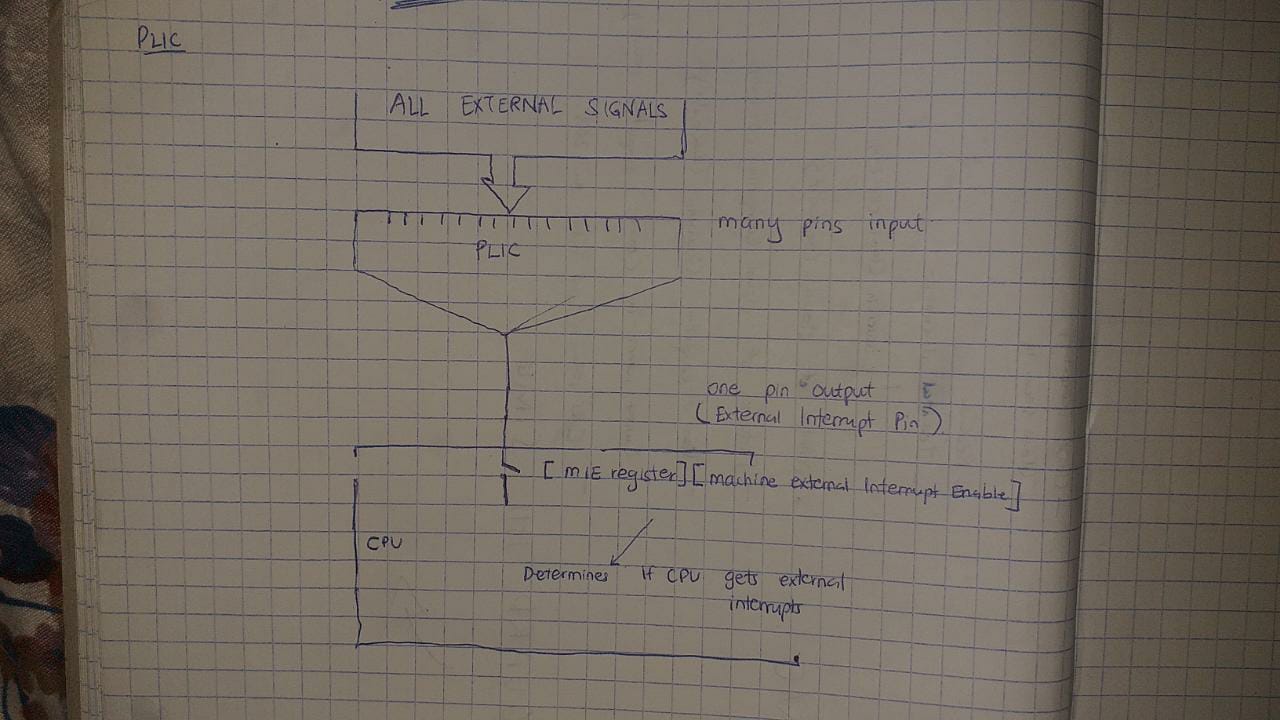 PLIC
ALL EXTERNAL SIGNALS
many pins input
PLIC
one pin output
(External Interrupt Pin)
[MIE register][machine external Interrupt Enable]
CPU
Determines If CPU gets external
interrupts